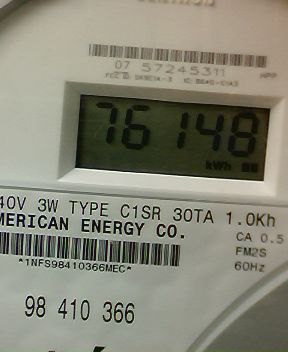 07 57245311
HPP
76148
kWh
40V 3W TYPE C1SR 30TA 1.0Kh
MERICAN ENERGY CO.
CA 0.5
FM2S
60Hz
*1NFS98410366MEC*
98 410 366